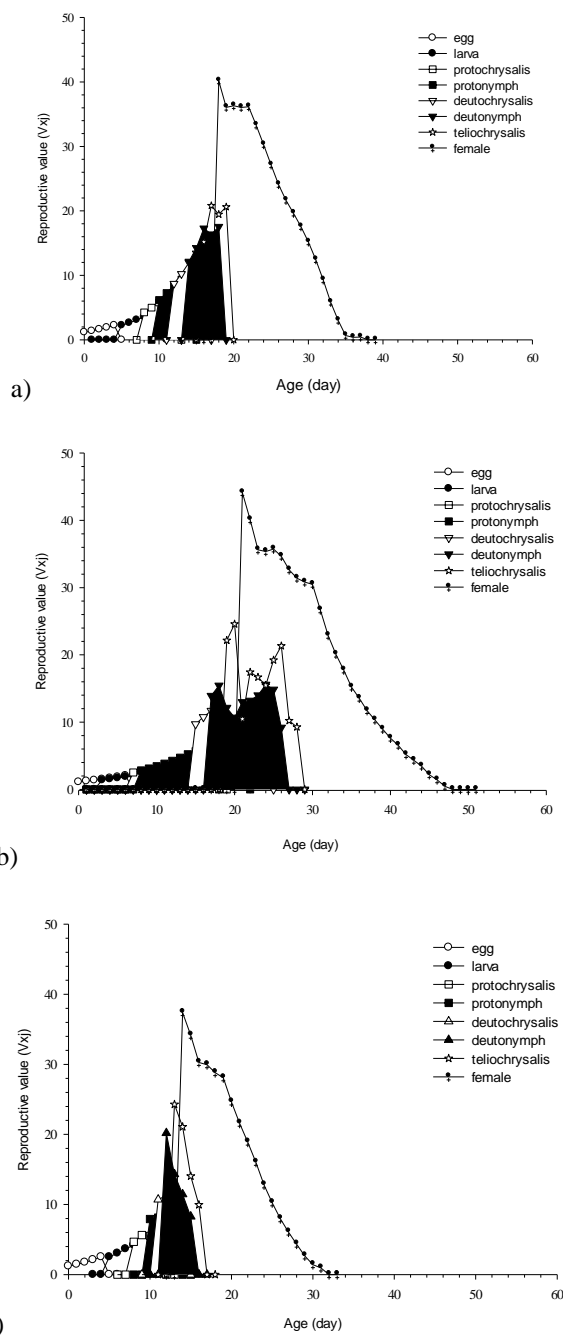 50
40
30
20
10
0
Reproductive value (Vxj)
egg
larva
protochrysalis
protonymph
deutochrysalis
deutonymph
teliochrysalis
female
0 10 20 30 40 50 60
Age (day)
a)
50
40
30
20
10
0
Reproductive value (Vxj)
egg
larva
protochrysalis
protonymph
deutochrysalis
deutonymph
teliochrysalis
female
0 10 20 30 40 50 60
Age (day)
b)
50
40
30
20
10
0
Reproductive value (Vxj)
egg
larva
protochrysalis
protonymph
deutochrysalis
deutonymph
teliochrysalis
female
0 10 20 30 40 50 60
Age (day)
)